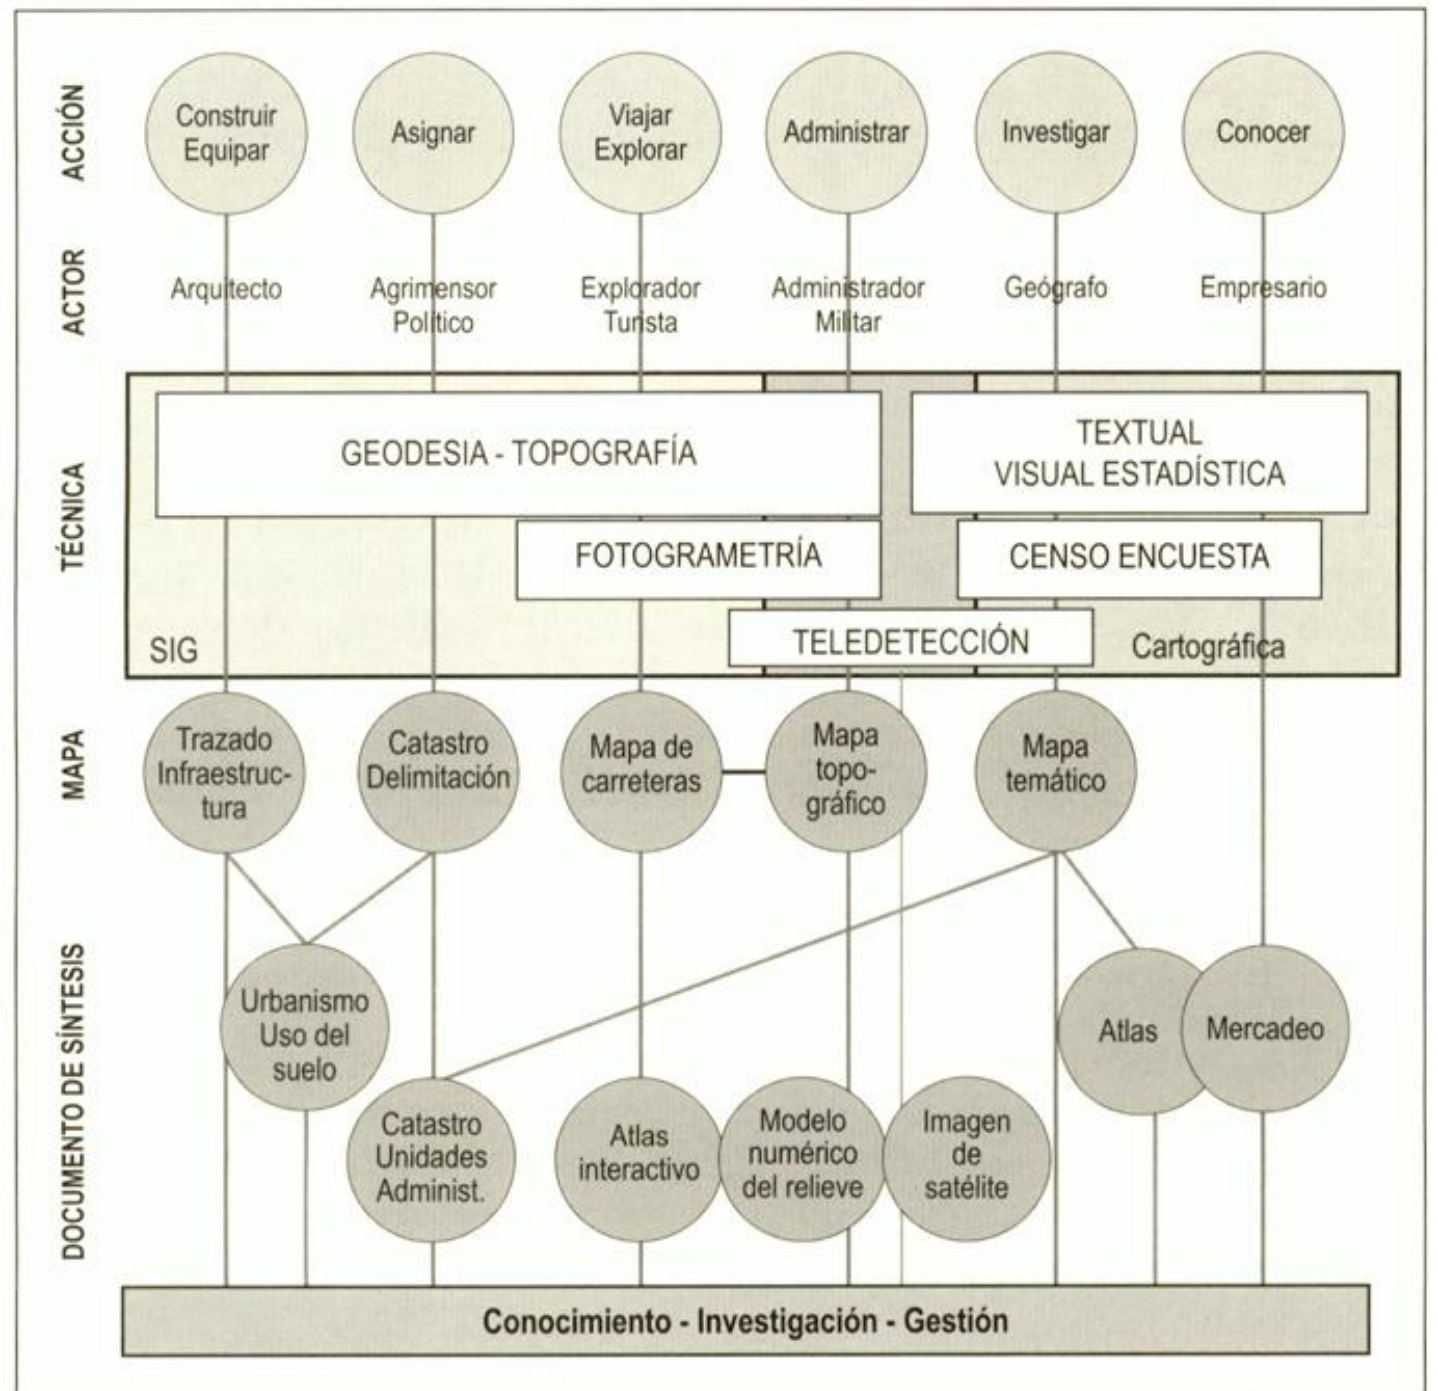 ACCIÓN
Construir
Equipar
Asignar
Viajar
Explorar
Administrar
Investigar
Conocer
ACTOR
Arquitecto
Agrimensor
Político
Explorador
Turista
Administrador
Militar
Geógrafo
Empresario
TÉCNICA
GEODESIA - TOPOGRAFÍA
TEXTUAL
VISUAL ESTADÍSTICA
FOTOGRAMETRÍA
CENSO ENCUESTA
SIG
TELEDETECCIÓN
Cartográfica
MAPA
Trazado
Infraestruc-
tura
Catastro
Delimitación
Mapa de
carreteras
Mapa
topo-
gráfico
Mapa
temático
DOCUMENTO DE SÍNTESIS
Urbanismo
Uso del
suelo
Atlas
Mercadeo
Catastro
Unidades
Administ.
Atlas
interactivo
Modelo
numérico
del relieve
Imagen
de
satélite
Conocimiento - Investigación - Gestión